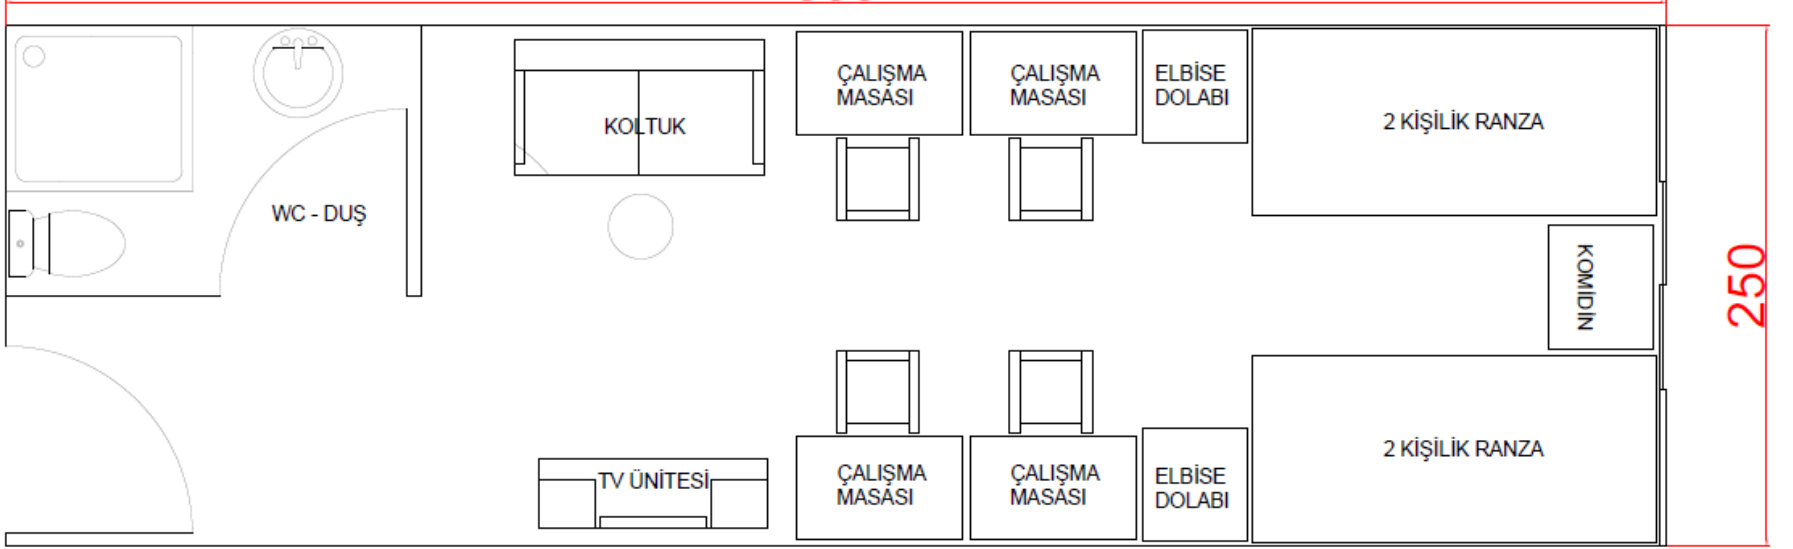 ÇALIŞMA
MASASI
ÇALIŞMA
MASASI
ELBİSE
DOLABI
2 KİŞİLİK RANZA
KOLTUK
WC - DUŞ
KOMİDİN
250
TV ÜNİTESİ
ÇALIŞMA
MASASI
ÇALIŞMA
MASASI
ELBİSE
DOLABI
2 KİŞİLİK RANZA